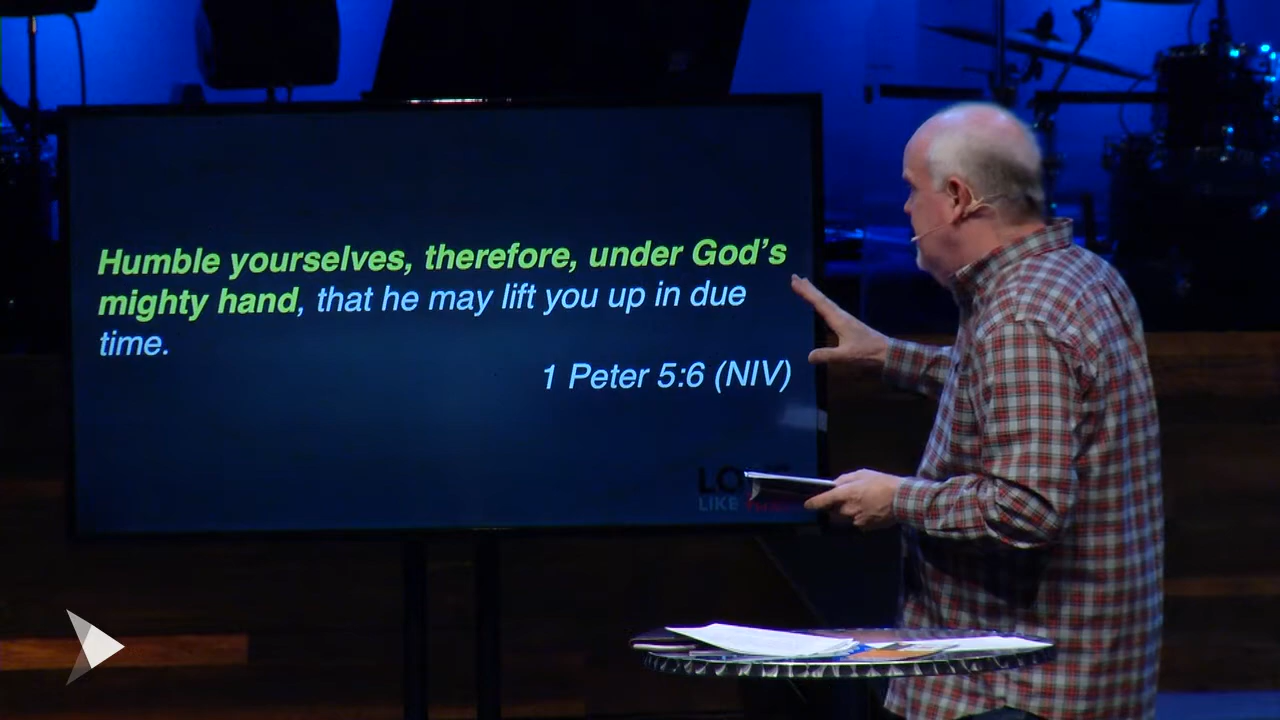 Humble yourselves, therefore, under God's
mighty hand, that he may lift you up in due
time.
1 Peter 5:6 (NIV)
LIKE